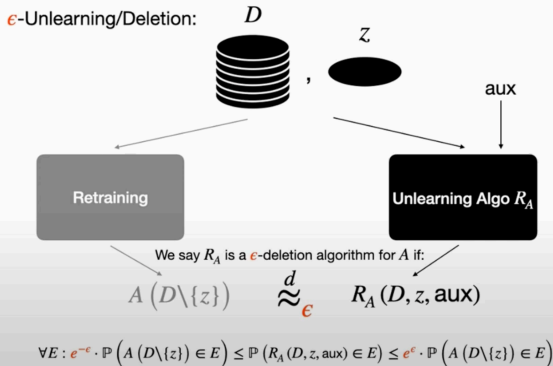 ϵ-Unlearning/Deletion:
D
z
,
aux
Retraining
Unlearning Algo R_A
We say R_A is a ϵ-deletion algorithm for A if:
A (D\{z}) ≈^d_ϵ R_A (D, z, aux)
∀E : e^{-ϵ} · ℙ (A (D\{z}) ∈ E) ≤ ℙ (R_A (D, z, aux) ∈ E) ≤ e^ϵ · ℙ (A (D\{z}) ∈ E)